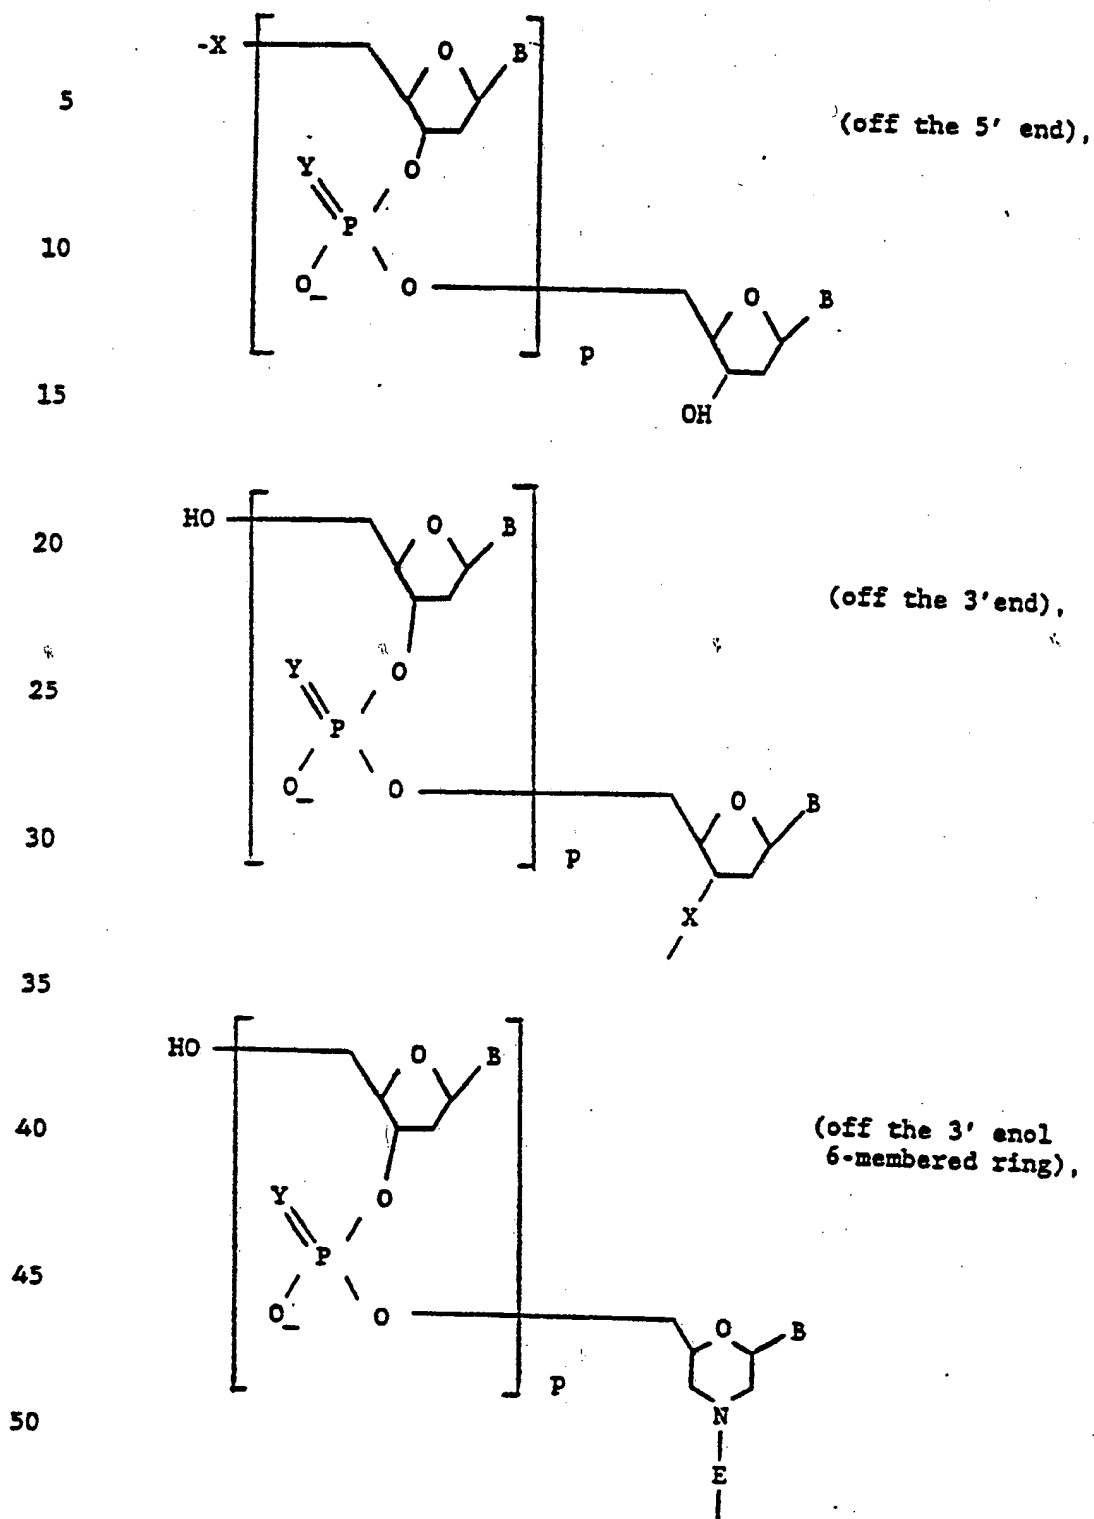 -X O B
5
(off the 5' end),
Y O
P
10
O_ O O B
p
15
OH
HO O B
20
(off the 3'end),
Y O
25
P
O_ O O B
30
p
X
35
HO O B
40
(off the 3' enol
6-membered ring),
Y O
P
45
O_ O O B
p
50
N
E